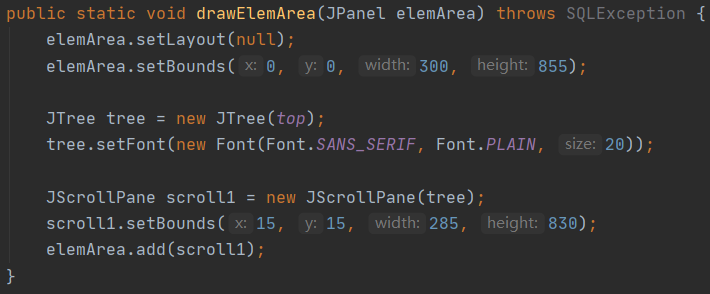 public static void drawElemArea(JPanel elemArea) throws SQLException {
elemArea.setLayout(null);
elemArea.setBounds( x: 0, y: 0, width: 300, height: 855);
JTree tree = new JTree(top);
tree.setFont(new Font(Font.SANS_SERIF, Font.PLAIN, size: 20));
JScrollPane scroll1 = new JScrollPane(tree);
scroll1.setBounds( x: 15, y: 15, width: 285, height: 830);
elemArea.add(scroll1);
}